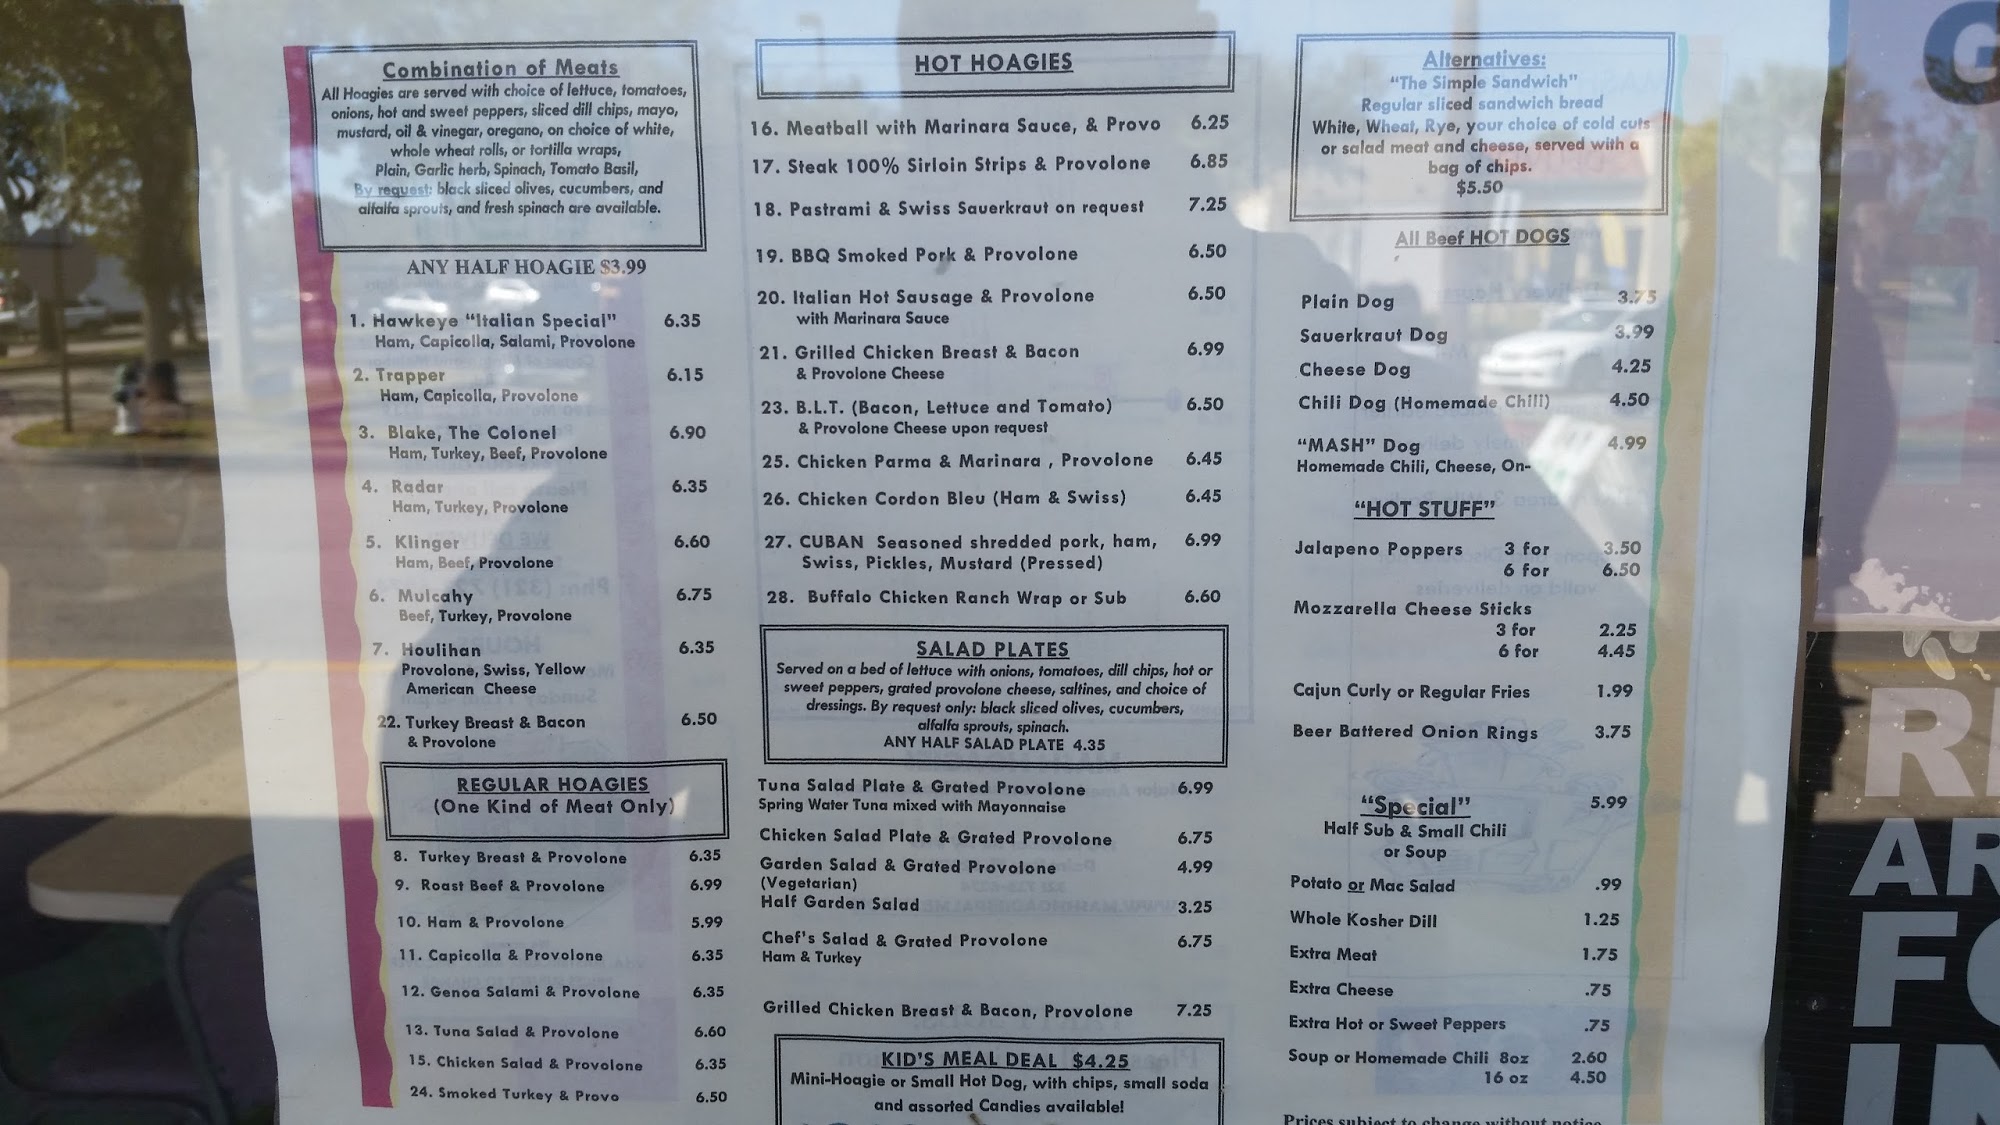 Combination of Meats
All Hoagies are served with choice of lettuce, tomatoes,
onions, hot and sweet peppers, sliced dill chips, mayo,
mustard, oil & vinegar, oregano, on choice of white,
whole wheat rolls, or tortilla wraps,
Plain, Garlic herb, Spinach, Tomato Basil,
By request: black sliced olives, cucumbers, and
alfalfa sprouts, and fresh spinach are available.
ANY HALF HOAGIE $3.99
1. Hawkeye "Italian Special" 6.35
Ham, Capicolla, Salami, Provolone
2. Trapper 6.15
Ham, Capicolla, Provolone
3. Blake, The Colonel 6.90
Ham, Turkey, Beef, Provolone
4. Radar 6.35
Ham, Turkey, Provolone
5. Klinger 6.60
Ham, Beef, Provolone
6. Mulcahy 6.75
Beef, Turkey, Provolone
7. Houlihan 6.35
Provolone, Swiss, Yellow
American Cheese
22. Turkey Breast & Bacon 6.50
& Provolone
REGULAR HOAGIES
(One Kind of Meat Only)
8. Turkey Breast & Provolone 6.35
9. Roast Beef & Provolone 6.99
10. Ham & Provolone 5.99
11. Capicolla & Provolone 6.35
12. Genoa Salami & Provolone 6.35
13. Tuna Salad & Provolone 6.60
15. Chicken Salad & Provolone 6.35
24. Smoked Turkey & Provo 6.50
HOT HOAGIES
16. Meatball with Marinara Sauce, & Provo 6.25
17. Steak 100% Sirloin Strips & Provolone 6.85
18. Pastrami & Swiss Sauerkraut on request 7.25
19. BBQ Smoked Pork & Provolone 6.50
20. Italian Hot Sausage & Provolone 6.50
with Marinara Sauce
21. Grilled Chicken Breast & Bacon 6.99
& Provolone Cheese
23. B.L.T. (Bacon, Lettuce and Tomato) 6.50
& Provolone Cheese upon request
25. Chicken Parma & Marinara , Provolone 6.45
26. Chicken Cordon Bleu (Ham & Swiss) 6.45
27. CUBAN Seasoned shredded pork, ham, 6.99
Swiss, Pickles, Mustard (Pressed)
28. Buffalo Chicken Ranch Wrap or Sub 6.60
SALAD PLATES
Served on a bed of lettuce with onions, tomatoes, dill chips, hot or
sweet peppers, grated provolone cheese, saltines, and choice of
dressings. By request only: black sliced olives, cucumbers,
alfalfa sprouts, spinach.
ANY HALF SALAD PLATE 4.35
Tuna Salad Plate & Grated Provolone 6.99
Spring Water Tuna mixed with Mayonnaise
Chicken Salad Plate & Grated Provolone 6.75
Garden Salad & Grated Provolone 4.99
(Vegetarian)
Half Garden Salad 3.25
Chef's Salad & Grated Provolone 6.75
Ham & Turkey
Grilled Chicken Breast & Bacon, Provolone 7.25
KID'S MEAL DEAL $4.25
Mini-Hoagie or Small Hot Dog, with chips, small soda
and assorted Candies available!
Alternatives:
"The Simple Sandwich"
Regular sliced sandwich bread
White, Wheat, Rye, your choice of cold cuts
or salad meat and cheese, served with a
bag of chips.
$5.50
All Beef HOT DOGS
Plain Dog 3.75
Sauerkraut Dog 3.99
Cheese Dog 4.25
Chili Dog (Homemade Chili) 4.50
"MASH" Dog 4.99
Homemade Chili, Cheese, On-
"HOT STUFF"
Jalapeno Poppers 3 for 3.50
6 for 6.50
Mozzarella Cheese Sticks
3 for 2.25
6 for 4.45
Cajun Curly or Regular Fries 1.99
Beer Battered Onion Rings 3.75
"Special" 5.99
Half Sub & Small Chili
or Soup
Potato or Mac Salad .99
Whole Kosher Dill 1.25
Extra Meat 1.75
Extra Cheese .75
Extra Hot or Sweet Peppers .75
Soup or Homemade Chili 8oz 2.60
16 oz 4.50
Prices subject to change without notice